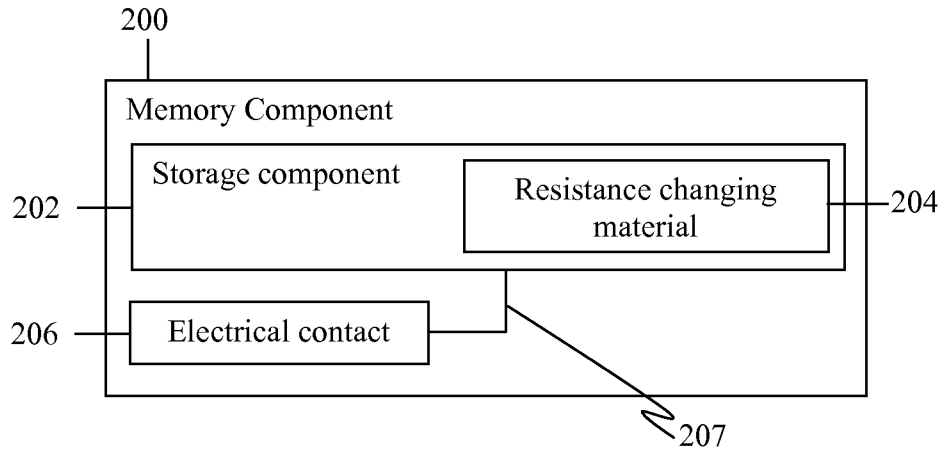 200
Memory Component
Storage component
Resistance changing
material
202
204
206
Electrical contact
207